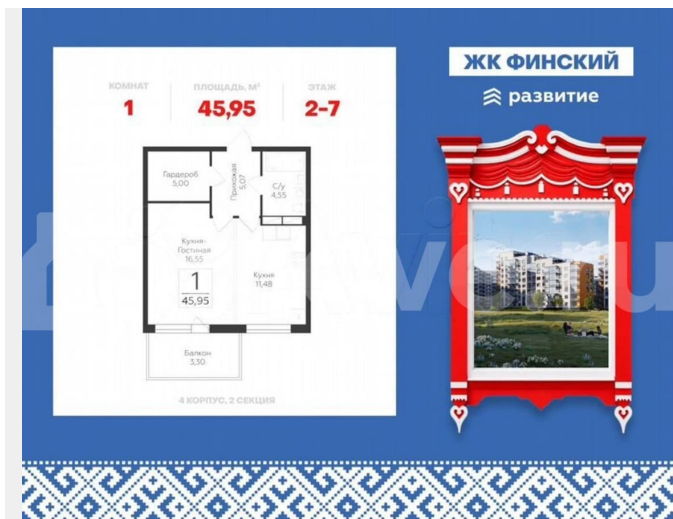 КОМНАТ
1
ПЛОЩАДЬ, М²
45,95
ЭТАЖ
2-7
ЖК ФИНСКИЙ
развитие
Гардероб
5,00
Прихожая
5,07
С/у
4,55
Кухня-
Гостиная
16,55
1
45,95
Кухня
11,48
Балкон
3,30
4 КОРПУС, 2 СЕКЦИЯ